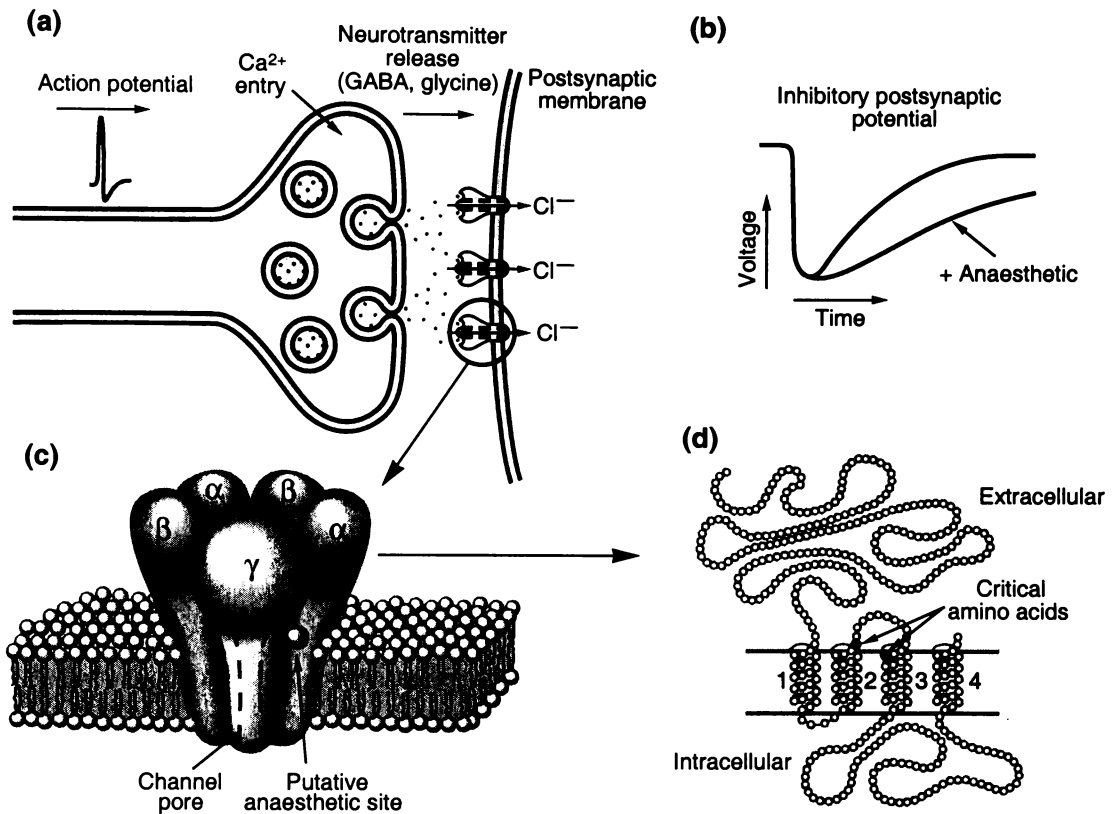 (a)
Action potential
Ca²⁺
entry
Neurotransmitter
release
(GABA, glycine)
Postsynaptic
membrane
Cl⁻
Cl⁻
Cl⁻
(b)
Inhibitory postsynaptic
potential
Voltage
+ Anaesthetic
Time
(c)
α
β
β
α
γ
Channel
pore
Putative
anaesthetic site
(d)
Extracellular
Critical
amino acids
1
2
3
4
Intracellular